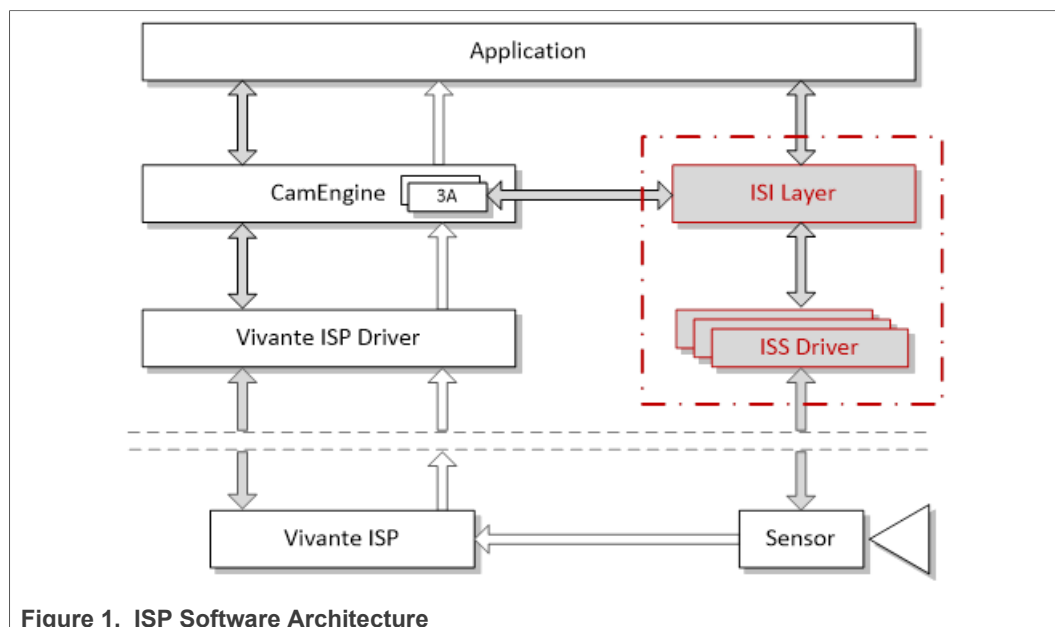 Application
CamEngine
3A
ISI Layer
Vivante ISP Driver
ISS Driver
Vivante ISP
Sensor
Figure 1. ISP Software Architecture